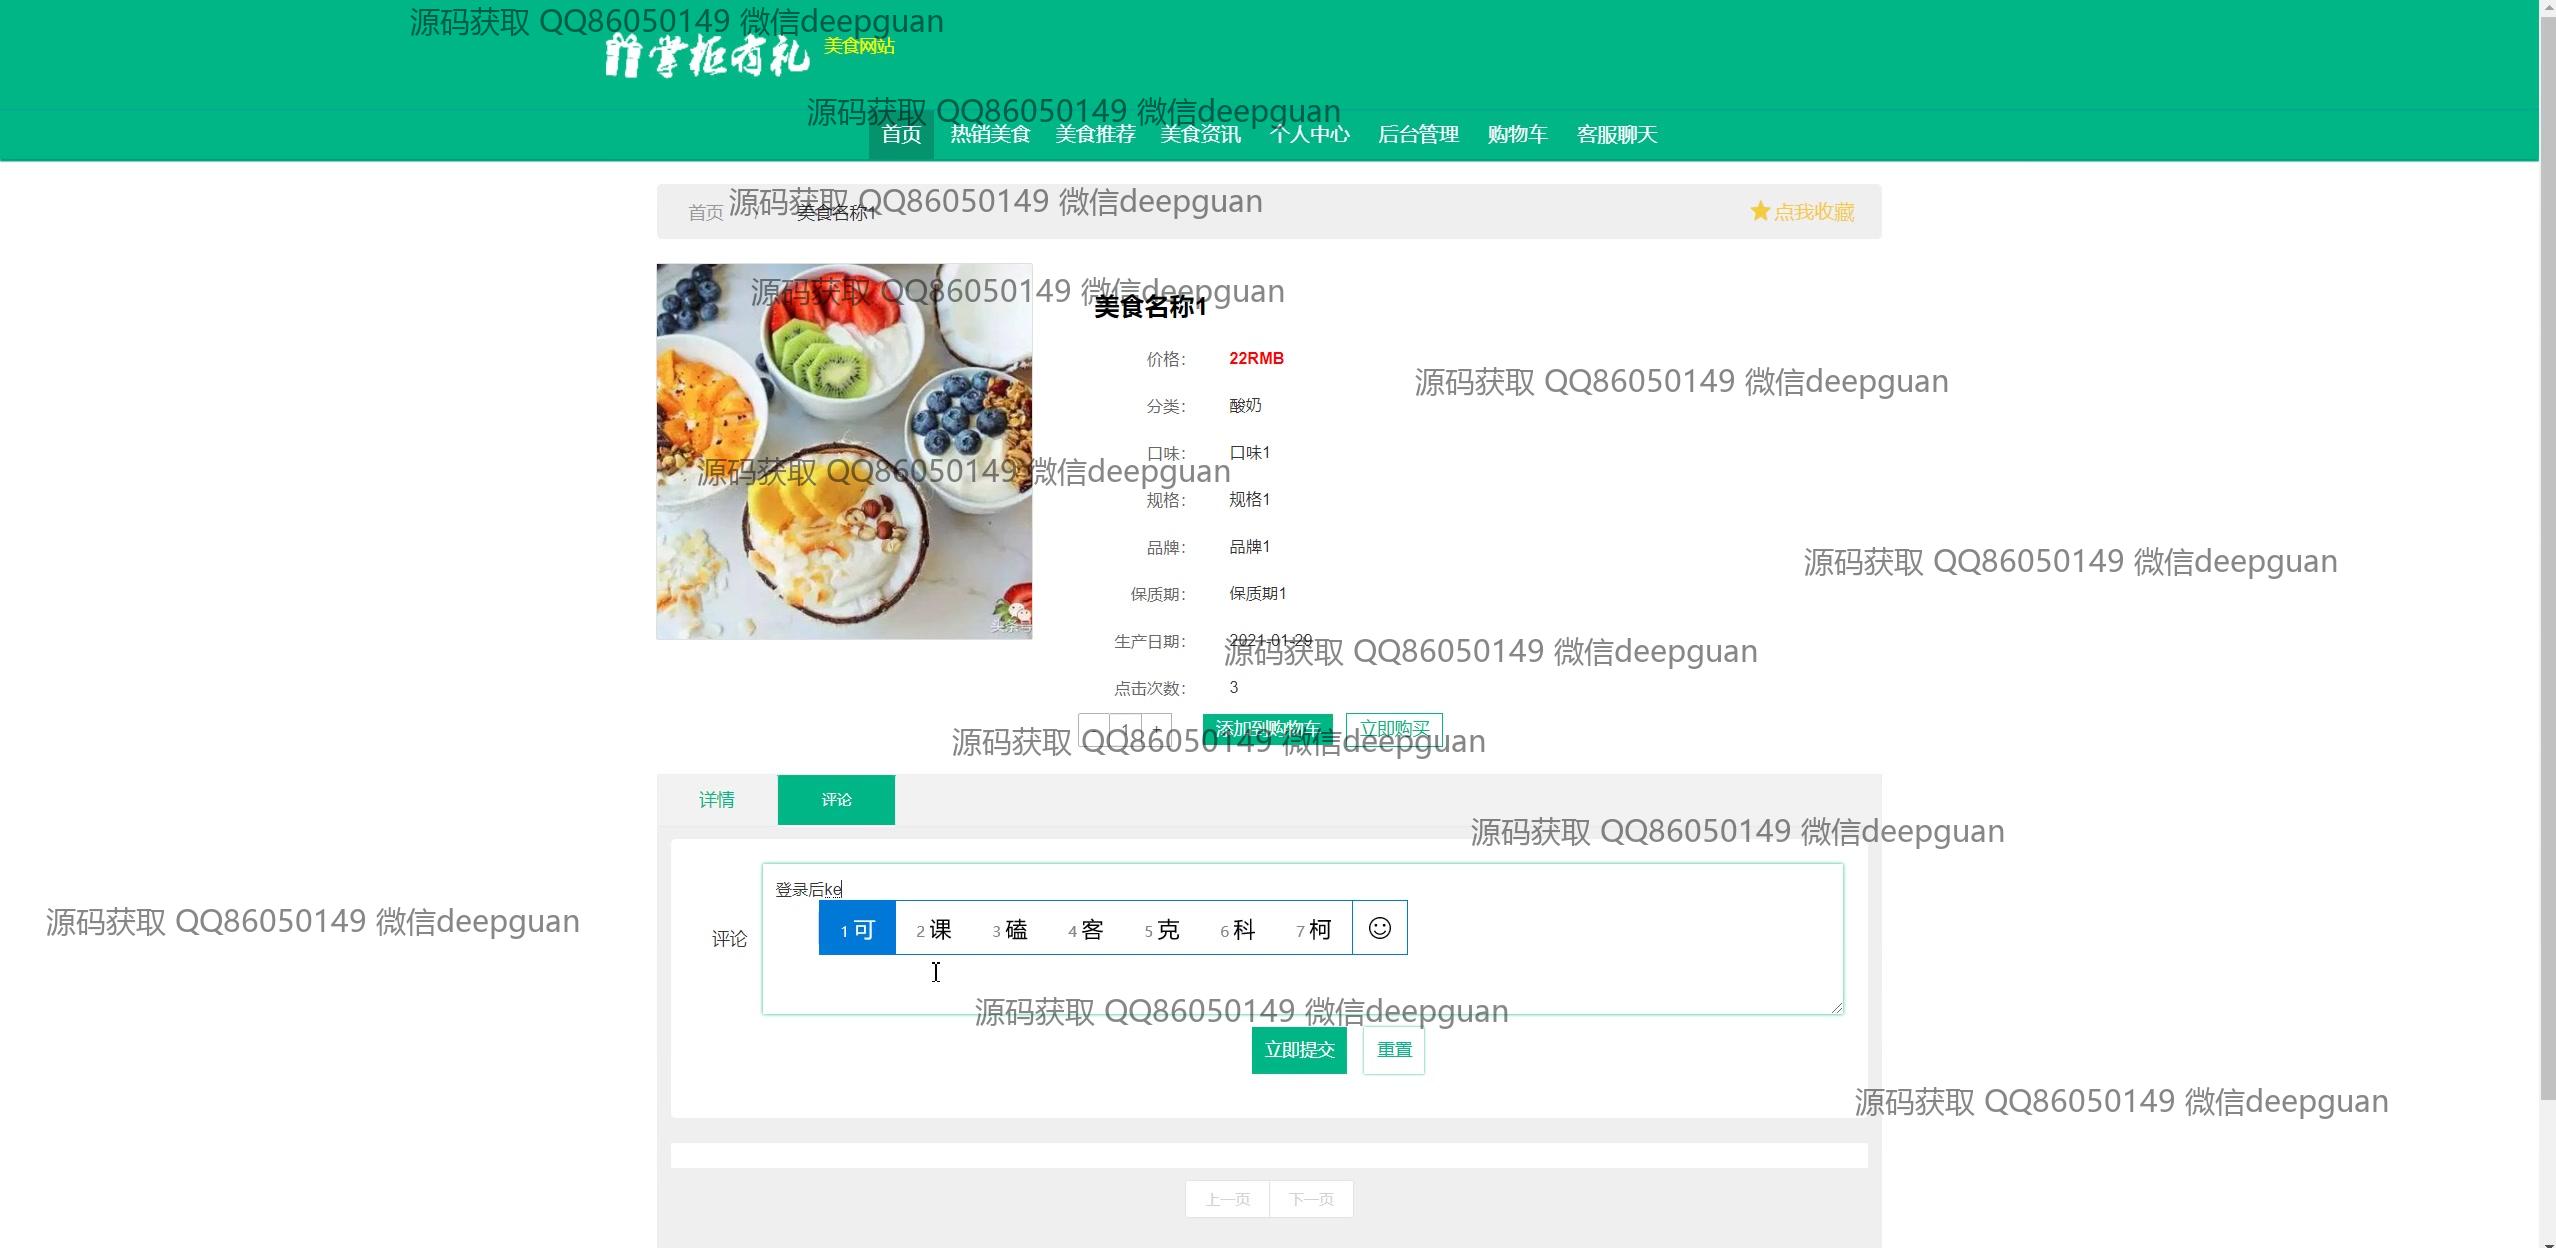 源码获取 QQ86050149 微信deepguan
掌柜有礼 美食网站
源码获取 QQ86050149 微信deepguan
首页 热销美食 美食推荐 美食资讯 个人中心 后台管理 购物车 客服聊天
源码获取 QQ86050149 微信deepguan
首页 美食名称1 点我收藏
源码获取 QQ86050149 微信deepguan
美食名称1
价格： 22RMB
源码获取 QQ86050149 微信deepguan
分类： 酸奶
口味： 口味1
源码获取 QQ86050149 微信deepguan
规格： 规格1
品牌： 品牌1
源码获取 QQ86050149 微信deepguan
保质期： 保质期1
头条号
生产日期： 2021-01-29
源码获取 QQ86050149 微信deepguan
点击次数： 3
- 1 + 添加到购物车 立即购买
源码获取 QQ86050149 微信deepguan
详情 评论
源码获取 QQ86050149 微信deepguan
登录后ke
源码获取 QQ86050149 微信deepguan
1 可 2 课 3 磕 4 客 5 克 6 科 7 柯
评论
源码获取 QQ86050149 微信deepguan
立即提交 重置
源码获取 QQ86050149 微信deepguan
上一页 下一页